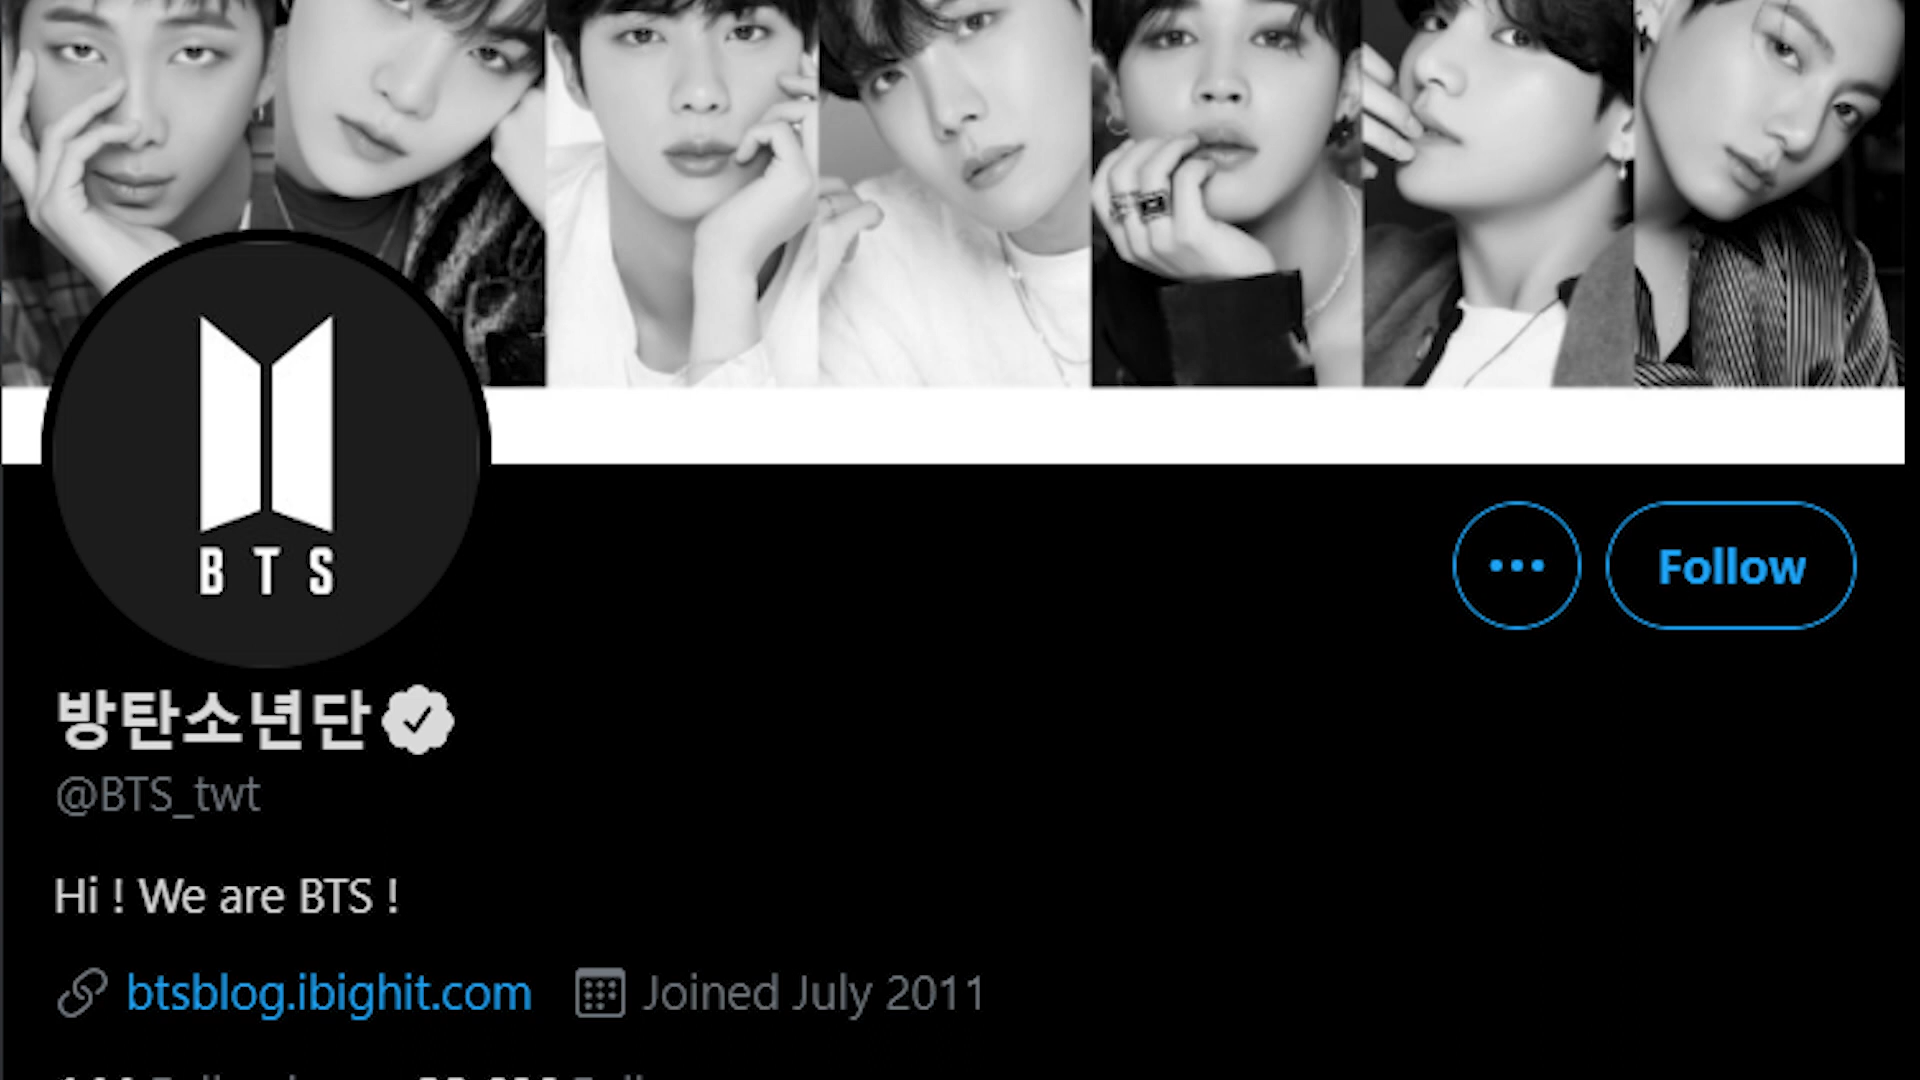 BTS
Follow
방탄소년단
@BTS_twt
Hi ! We are BTS !
btsblog.ibighit.com Joined July 2011